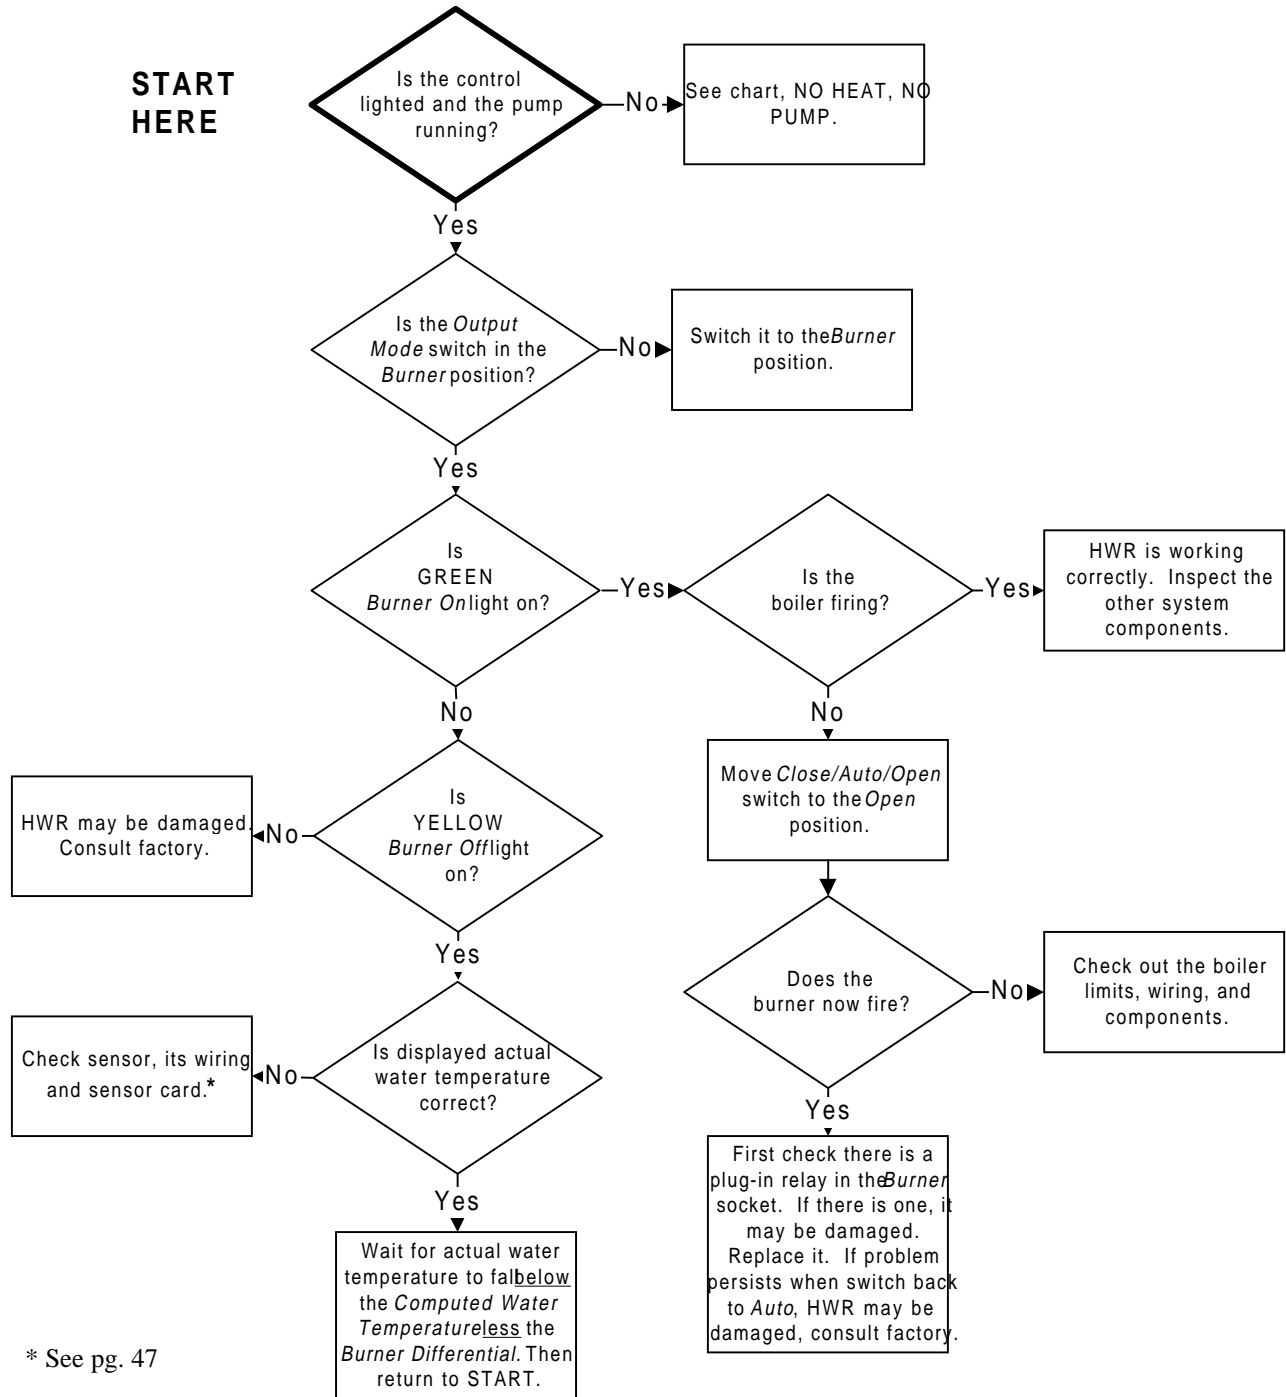 START
HERE
Is the control
lighted and the pump
running?
No
See chart, NO HEAT, NO
PUMP.
Yes
Is the Output
Mode switch in the
Burner position?
No
Switch it to the Burner
position.
Yes
Is
GREEN
Burner On light on?
Yes
Is the
boiler firing?
Yes
HWR is working
correctly. Inspect the
other system
components.
No
No
Move Close/Auto/Open
switch to the Open
position.
Is
YELLOW
Burner Off light
on?
No
HWR may be damaged.
Consult factory.
Yes
Does the
burner now fire?
No
Check out the boiler
limits, wiring, and
components.
Is displayed actual
water temperature
correct?
No
Check sensor, its wiring
and sensor card.*
Yes
Yes
First check there is a
plug-in relay in the Burner
socket. If there is one, it
may be damaged.
Replace it. If problem
persists when switch back
to Auto, HWR may be
damaged, consult factory.
Wait for actual water
temperature to fall below
the Computed Water
Temperature less the
Burner Differential. Then
return to START.
* See pg. 47